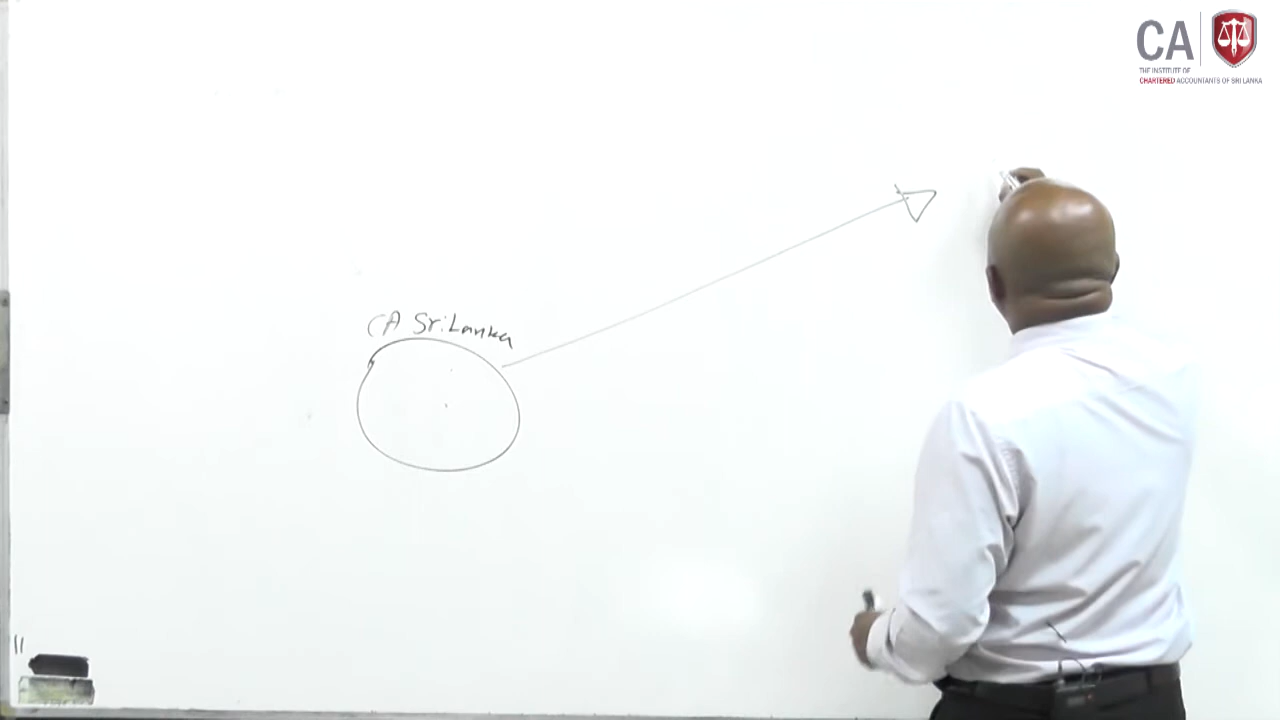 CA
THE INSTITUTE OF
CHARTERED ACCOUNTANTS OF SRI LANKA
CA Sri Lanka